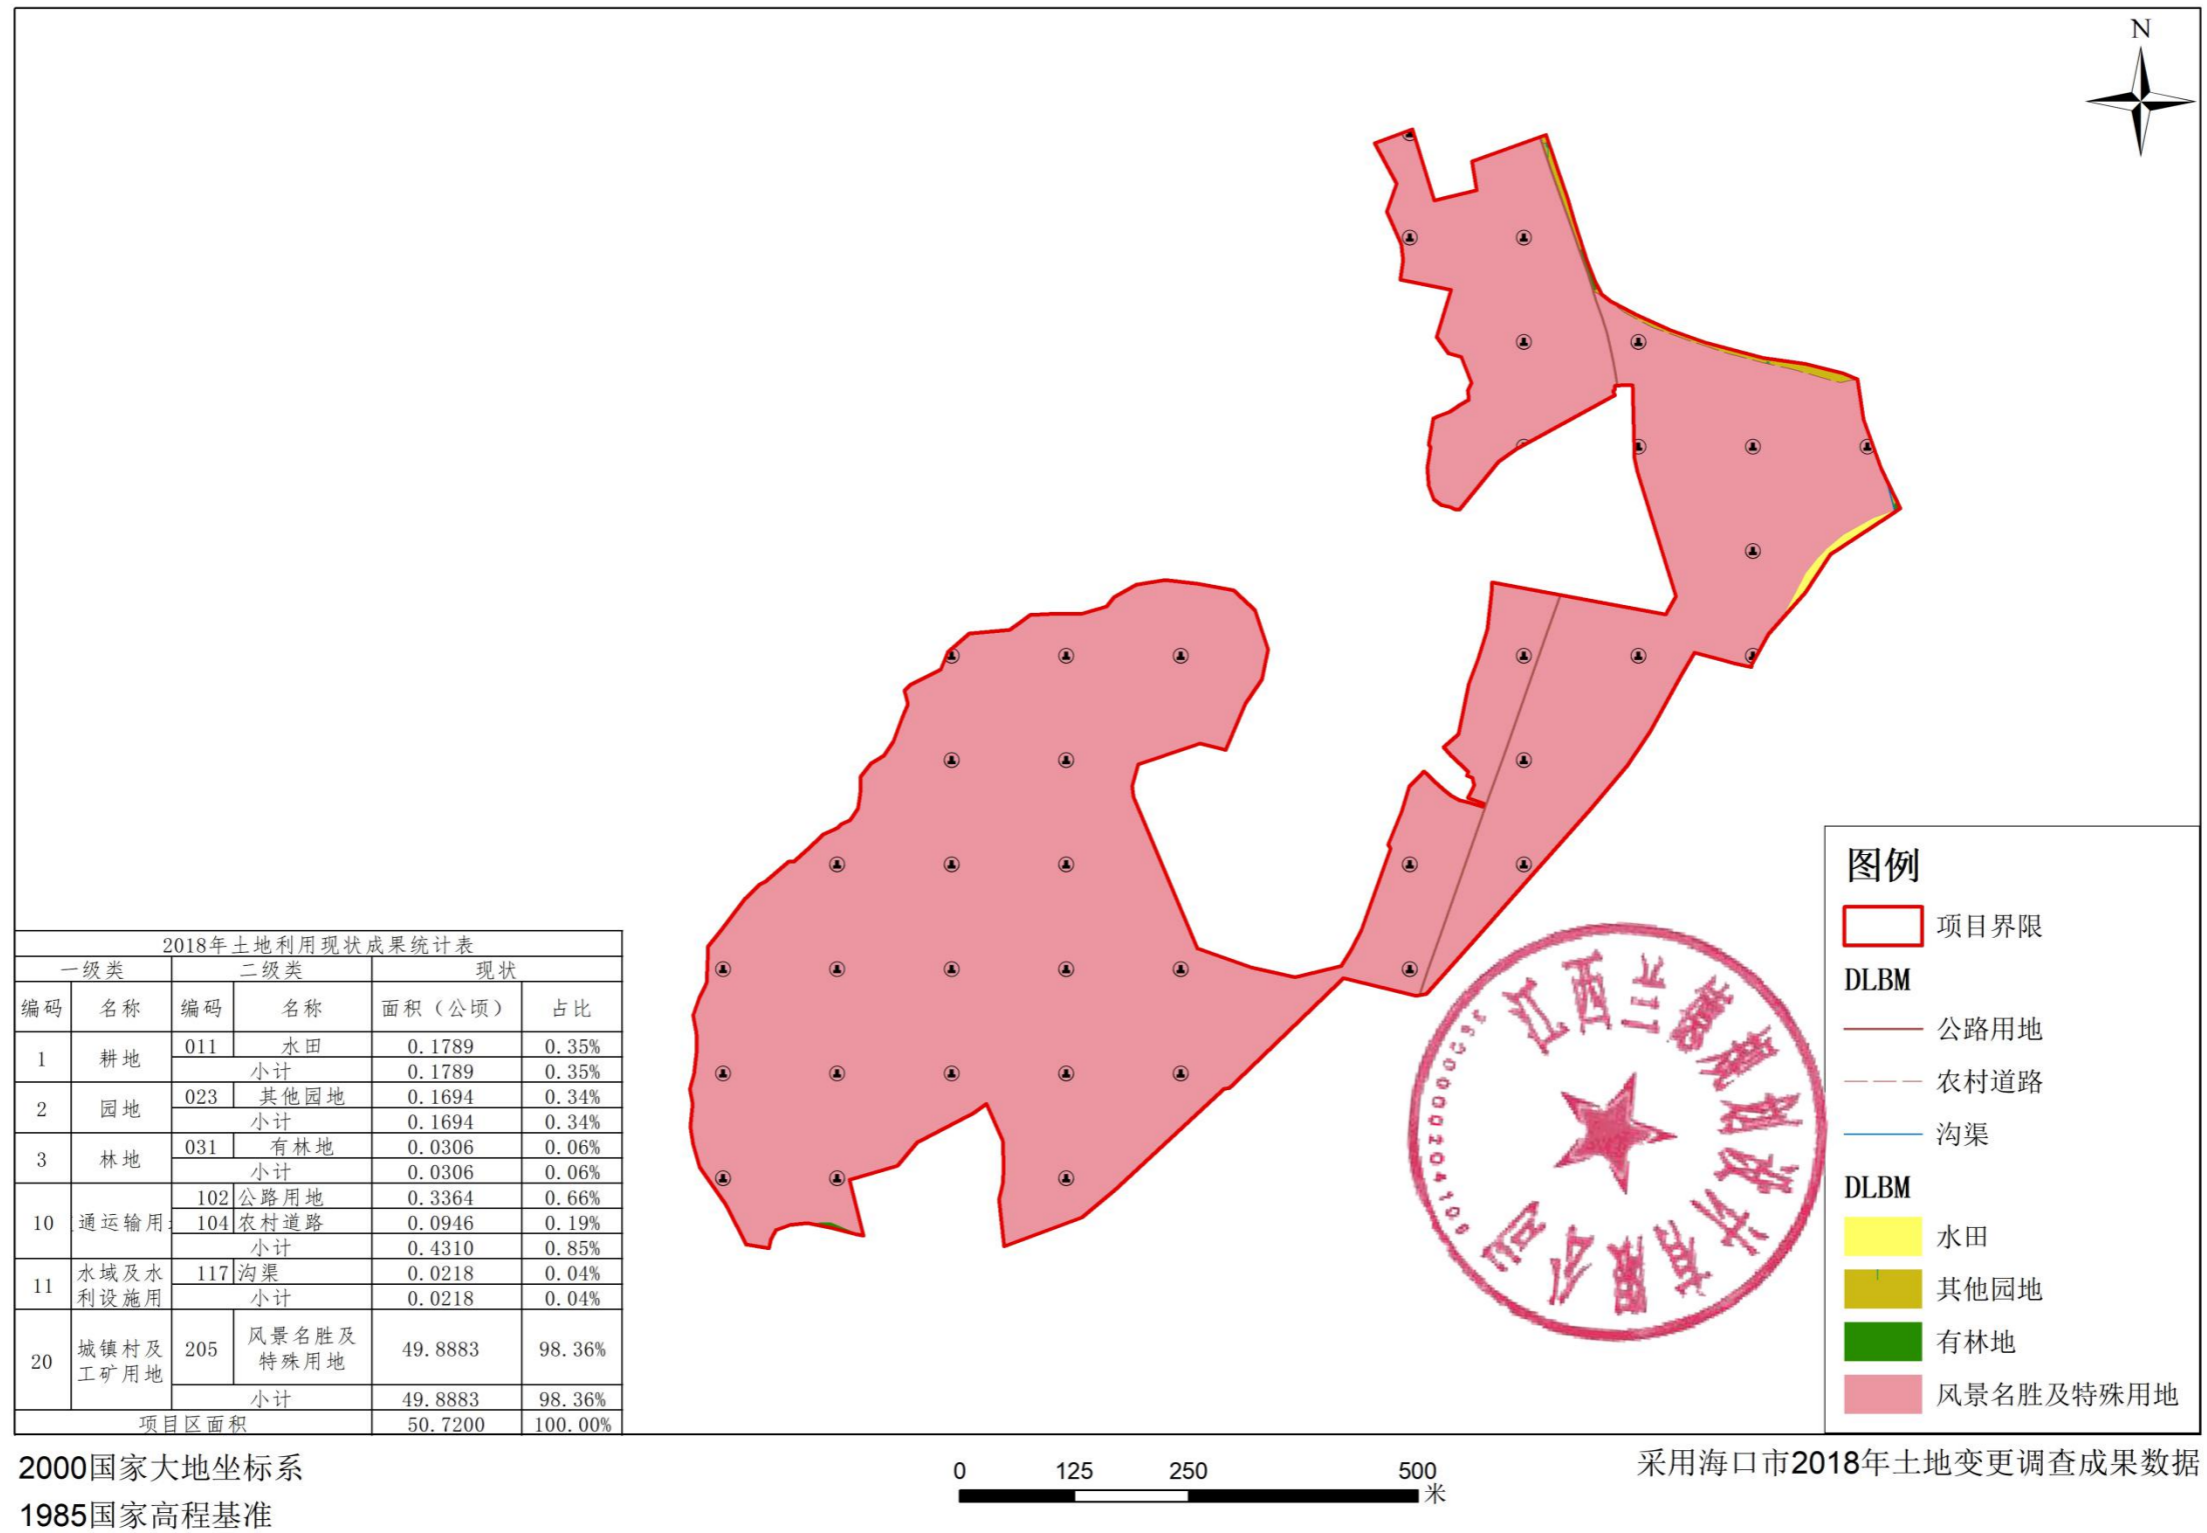 N
2018年土地利用现状成果统计表
一级类 二级类 现状
编码 名称 编码 名称 面积（公顷） 占比
1 耕地 011 水田 0.1789 0.35%
小计 0.1789 0.35%
2 园地 023 其他园地 0.1694 0.34%
小计 0.1694 0.34%
3 林地 031 有林地 0.0306 0.06%
小计 0.0306 0.06%
10 通运输用 102 公路用地 0.3364 0.66%
104 农村道路 0.0946 0.19%
小计 0.4310 0.85%
11 水域及水利设施用 117 沟渠 0.0218 0.04%
小计 0.0218 0.04%
20 城镇村及工矿用地 205 风景名胜及特殊用地 49.8883 98.36%
小计 49.8883 98.36%
项目区面积 50.7200 100.00%
图例
项目界限
DLBM
公路用地
农村道路
沟渠
DLBM
水田
其他园地
有林地
风景名胜及特殊用地
2000国家大地坐标系
1985国家高程基准
0 125 250 500
米
采用海口市2018年土地变更调查成果数据